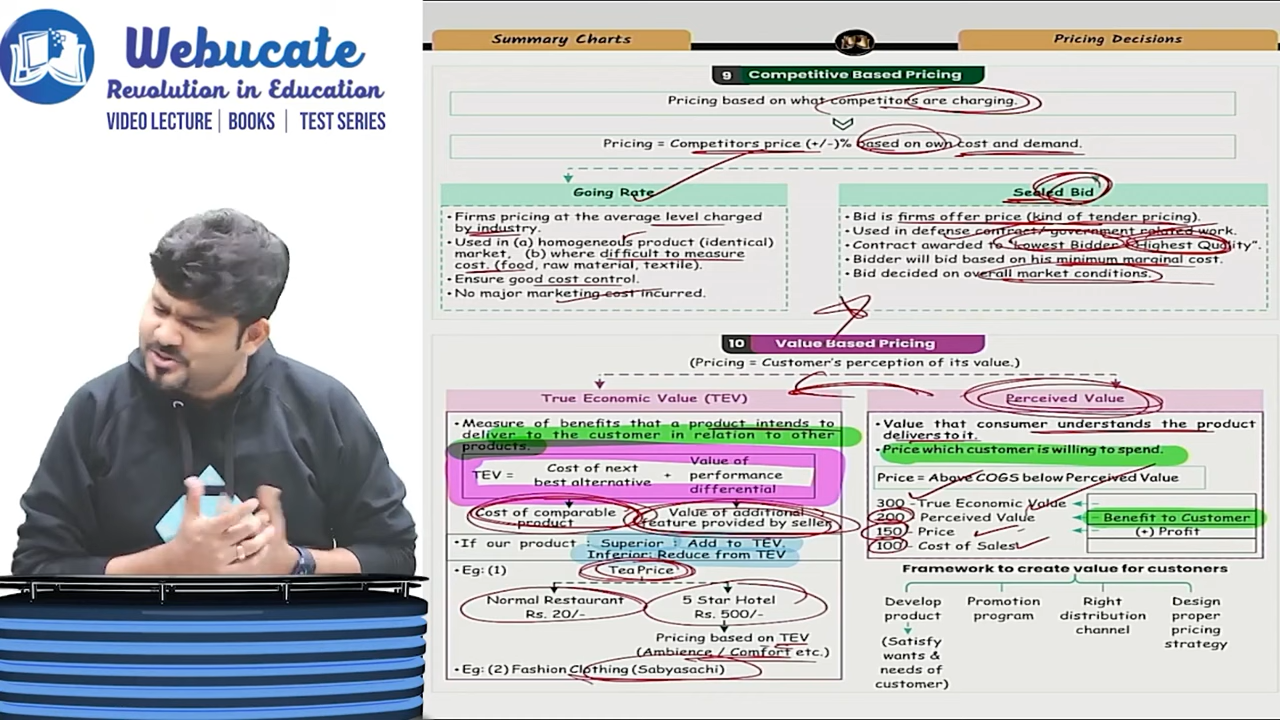 Webucate
Revolution in Education
VIDEO LECTURE | BOOKS | TEST SERIES
Summary Charts
Pricing Decisions
9 Competitive Based Pricing
Pricing based on what competitors are charging.
Pricing = Competitors price (+/-)% based on own cost and demand.
Going Rate
• Firms pricing at the average level charged
by industry.
• Used in (a) homogeneous product (identical)
market, (b) where difficult to measure
cost. (food, raw material, textile).
• Ensure good cost control.
• No major marketing cost incurred.
Sealed Bid
• Bid is firms offer price (kind of tender pricing).
• Used in defense contract/ government related work.
• Contract awarded to "Lowest Bidder "Highest Quality".
• Bidder will bid based on his minimum marginal cost.
• Bid decided on overall market conditions.
10 Value Based Pricing
(Pricing = Customer's perception of its value.)
True Economic Value (TEV)
• Measure of benefits that a product intends to
deliver to the customer in relation to other
products.
TEV = Cost of next best alternative + Value of performance differential
Cost of comparable
product
Value of additional
feature provided by seller
• If our product : Superior : Add to TEV.
Inferior: Reduce from TEV
• Eg: (1) Tea Price
Normal Restaurant
Rs. 20/-
5 Star Hotel
Rs. 500/-
Pricing based on TEV
(Ambience / Comfort etc.)
• Eg: (2) Fashion Clothing (Sabyasachi)
Perceived Value
• Value that consumer understands the product
delivers to it.
• Price which customer is willing to spend.
Price = Above COGS below Perceived Value
300 - True Economic Value
200 - Perceived Value
150 - Price
100 - Cost of Sales
-
- Benefit to Customer
(+) Profit
Framework to create value for customers
Develop
product
(Satisfy
wants &
needs of
customer)
Promotion
program
Right
distribution
channel
Design
proper
pricing
strategy